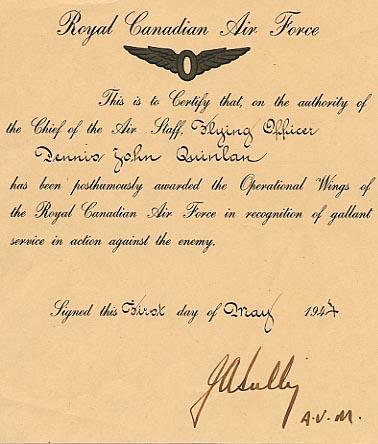 Royal Canadian Air Force
This is to Certify that, on the authority of
the Chief of the Air Staff, Flying Officer
Dennis John Quinlan
has been posthumously awarded the Operational Wings of
the Royal Canadian Air Force in recognition of gallant
service in action against the enemy.
Signed this First day of May 1947
A.V.M.